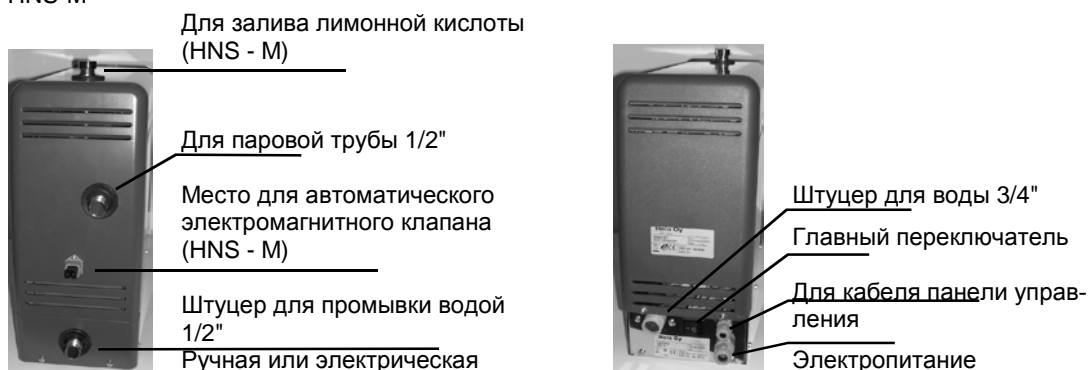 Для залива лимонной кислоты
(HNS - M)
Для паровой трубы 1/2"
Место для автоматического
электромагнитного клапана
(HNS - M)
Штуцер для промывки водой
1/2"
Ручная или электрическая
Штуцер для воды 3/4"
Главный переключатель
Для кабеля панели управ-
ления
Электропитание